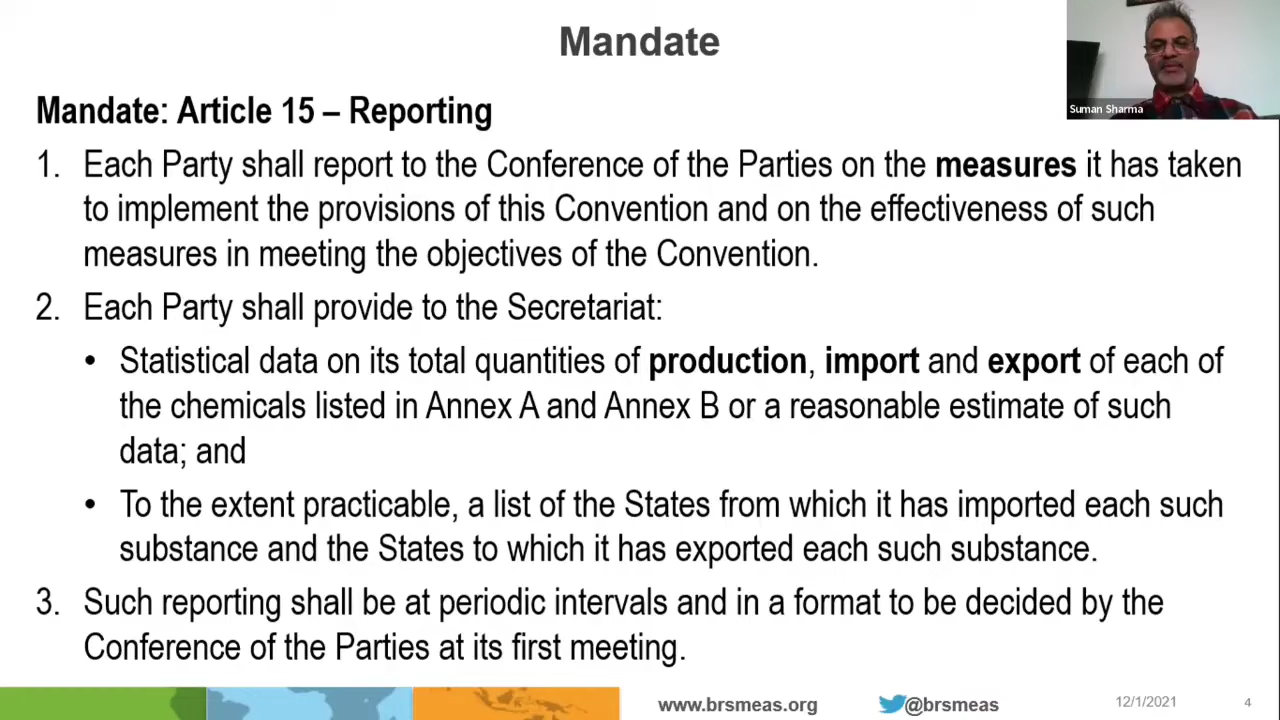 Mandate
Suman Sharma
Mandate: Article 15 – Reporting
1. Each Party shall report to the Conference of the Parties on the measures it has taken
to implement the provisions of this Convention and on the effectiveness of such
measures in meeting the objectives of the Convention.
2. Each Party shall provide to the Secretariat:
• Statistical data on its total quantities of production, import and export of each of
the chemicals listed in Annex A and Annex B or a reasonable estimate of such
data; and
• To the extent practicable, a list of the States from which it has imported each such
substance and the States to which it has exported each such substance.
3. Such reporting shall be at periodic intervals and in a format to be decided by the
Conference of the Parties at its first meeting.
www.brsmeas.org @brsmeas 12/1/2021 4